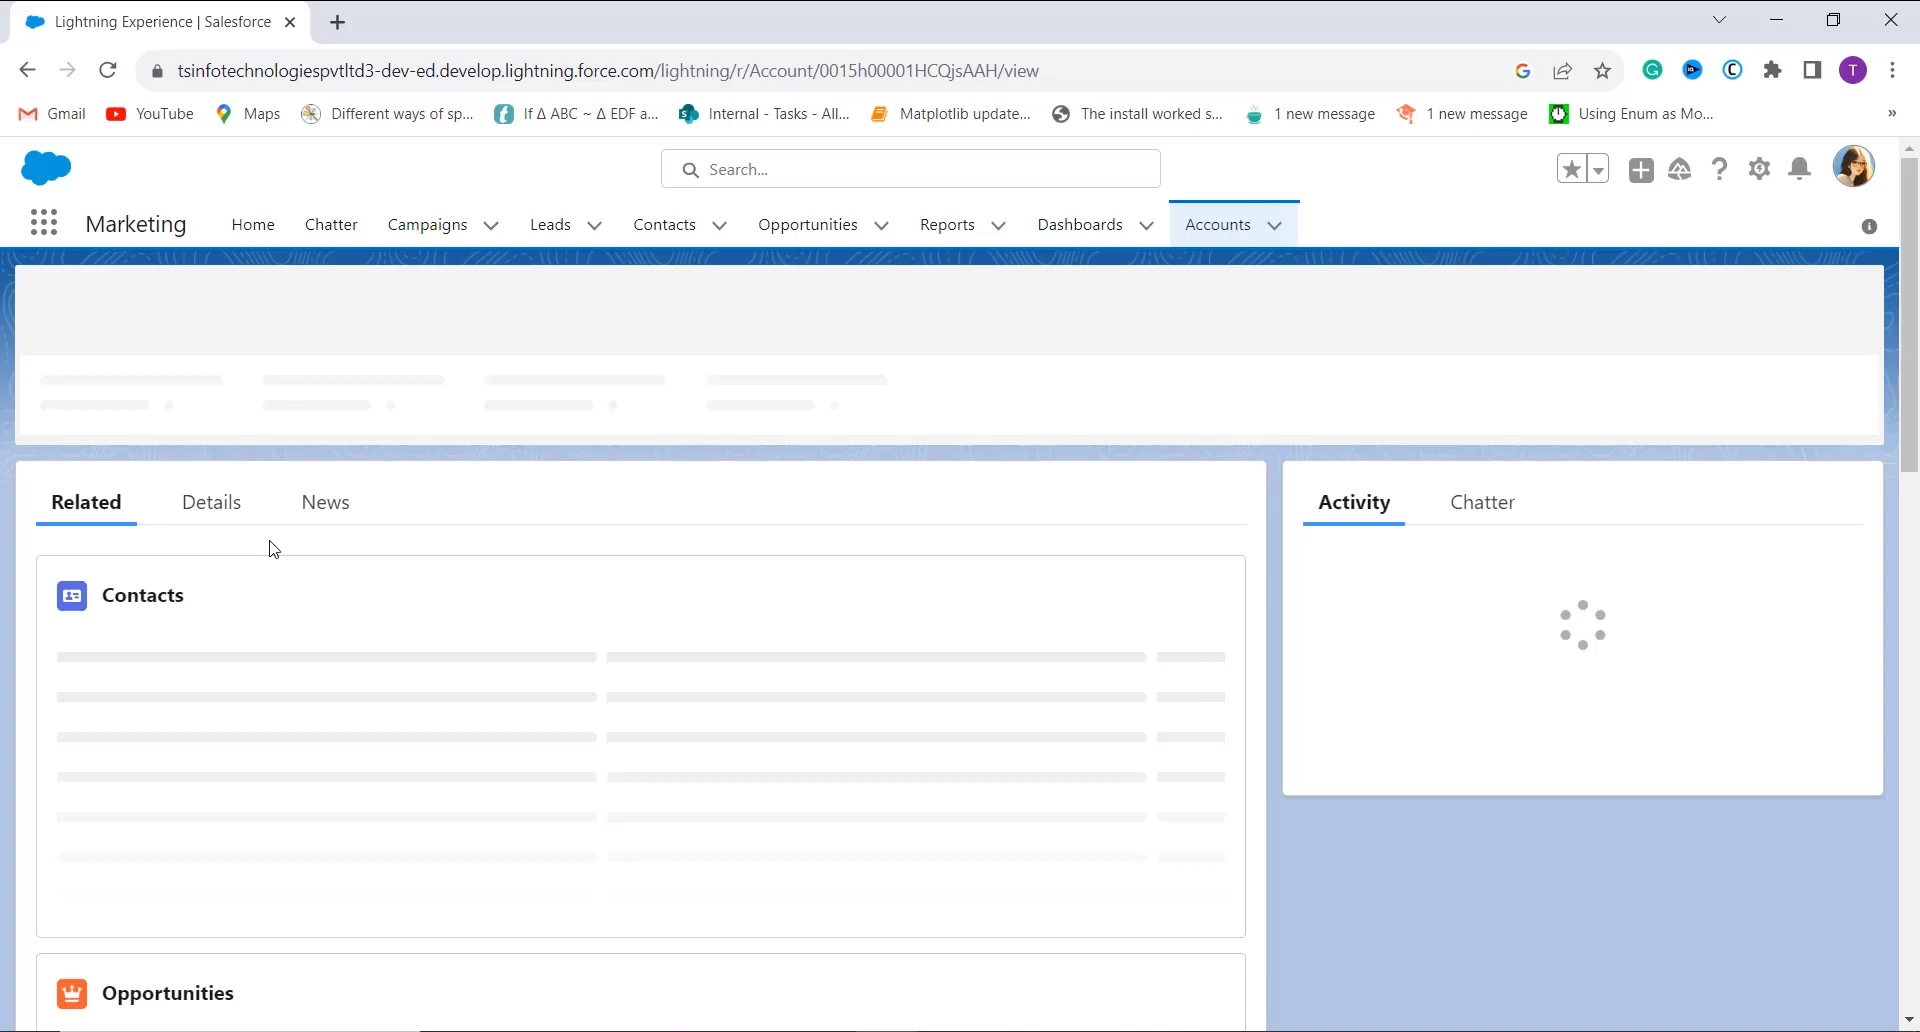 Lightning Experience | Salesforce
tsinfotechnologiespvtltd3-dev-ed.develop.lightning.force.com/lightning/r/Account/0015h00001HCQjsAAH/view
Gmail YouTube Maps Different ways of sp... If Δ ABC ~ Δ EDF a... Internal - Tasks - All... Matplotlib update... The install worked s... 1 new message 1 new message Using Enum as Mo... »
Search...
Marketing Home Chatter Campaigns Leads Contacts Opportunities Reports Dashboards Accounts
Related Details News
Activity Chatter
Contacts
Opportunities